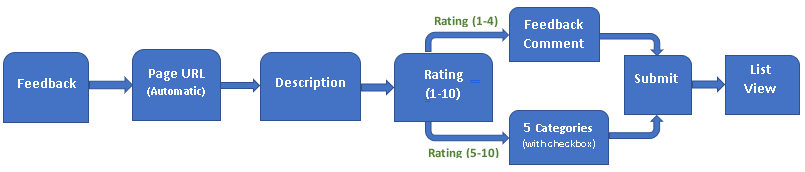 Feedback
Page URL
(Automatic)
Description
Rating
(1-10)
Rating (1-4)
Feedback
Comment
Rating (5-10)
5 Categories
(with checkbox)
Submit
List
View